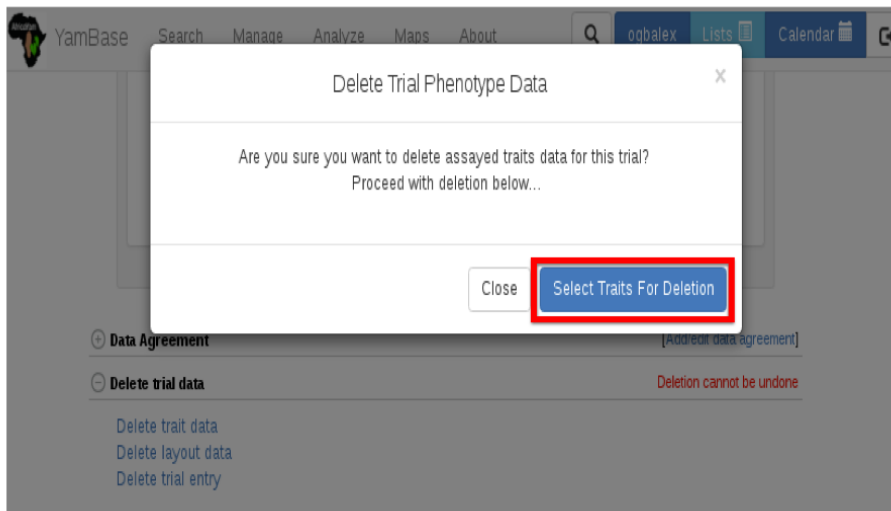 YamBase Search Manage Analyze Maps About ogbalex Lists Calendar
Delete Trial Phenotype Data ×
Are you sure you want to delete assayed traits data for this trial?
Proceed with deletion below...
Close Select Traits For Deletion
Data Agreement [Add/edit data agreement]
Delete trial data Deletion cannot be undone
Delete trait data
Delete layout data
Delete trial entry